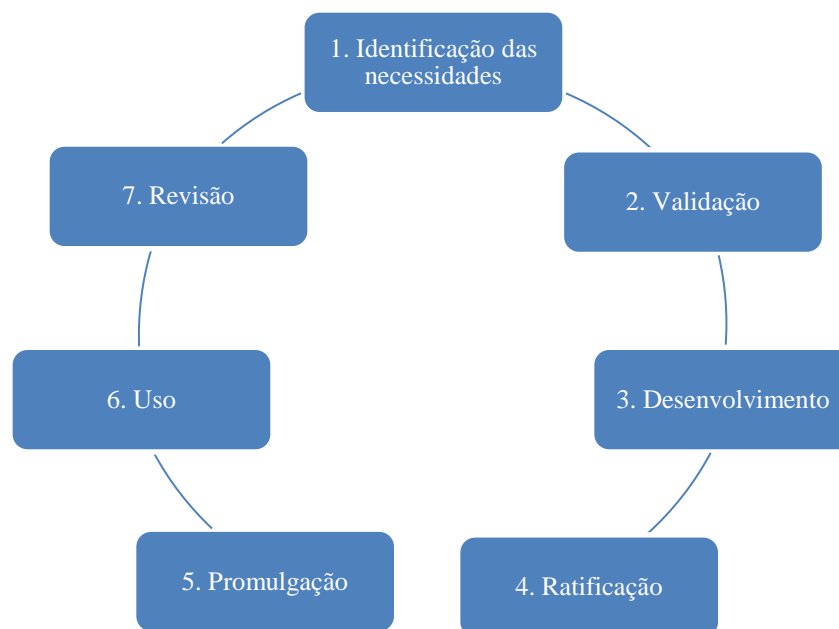 1. Identificação das
necessidades
2. Validação
3. Desenvolvimento
4. Ratificação
5. Promulgação
6. Uso
7. Revisão